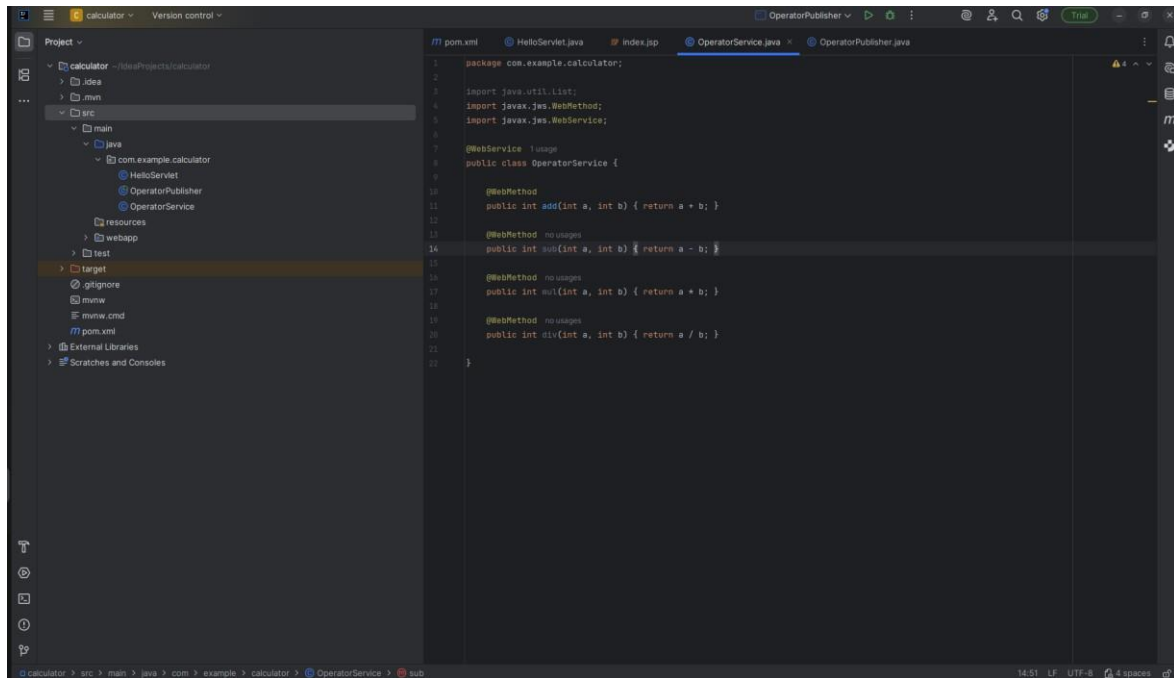 calculator
Version control
OperatorPublisher
Trial
Project
pom.xml
HelloServlet.java
index.jsp
OperatorService.java
OperatorPublisher.java
calculator ~/IdeaProjects/calculator
.idea
.mvn
src
main
java
com.example.calculator
HelloServlet
OperatorPublisher
OperatorService
resources
webapp
test
target
.gitignore
mvnw
mvnw.cmd
pom.xml
External Libraries
Scratches and Consoles
1 package com.example.calculator;
2
3 import java.util.List;
4 import javax.jws.WebMethod;
5 import javax.jws.WebService;
6
7 @WebService 1 usage
8 public class OperatorService {
9
10 @WebMethod
11 public int add(int a, int b) { return a + b; }
12
13 @WebMethod no usages
14 public int sub(int a, int b) { return a - b; }
15
16 @WebMethod no usages
17 public int mul(int a, int b) { return a * b; }
18
19 @WebMethod no usages
20 public int div(int a, int b) { return a / b; }
21
22 }
4
calculator > src > main > java > com > example > calculator > OperatorService > sub
14:51 LF UTF-8 4 spaces